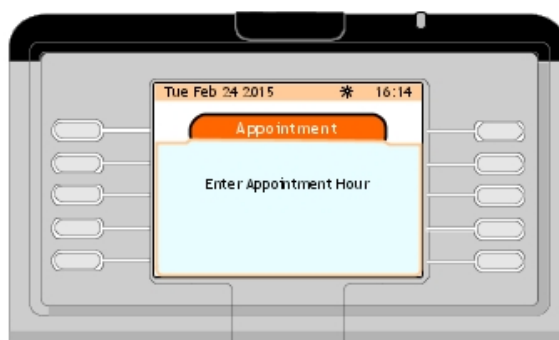 Tue Feb 24 2015 ☀ 16:14
Appointment
Enter Appointment Hour